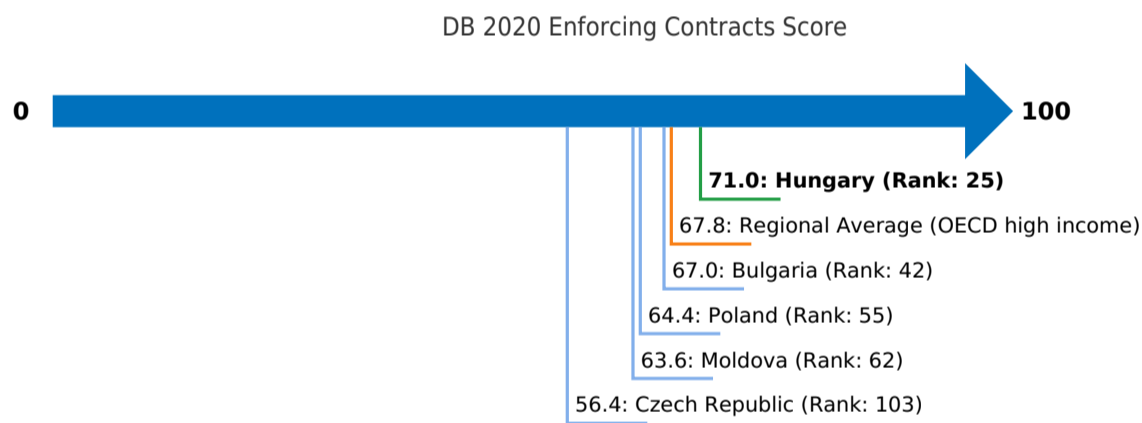 DB 2020 Enforcing Contracts Score
0
100
71.0: Hungary (Rank: 25)
67.8: Regional Average (OECD high income)
67.0: Bulgaria (Rank: 42)
64.4: Poland (Rank: 55)
63.6: Moldova (Rank: 62)
56.4: Czech Republic (Rank: 103)